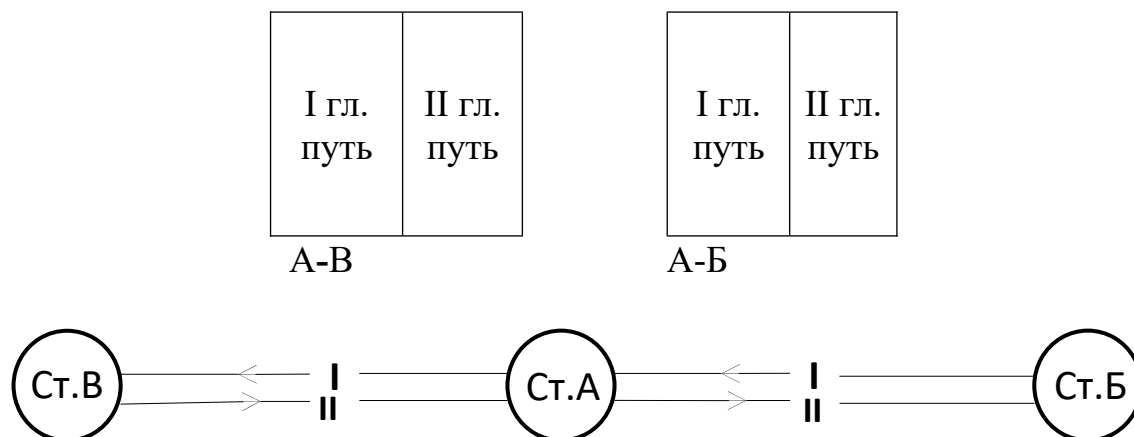 I гл. путь
II гл. путь
I гл. путь
II гл. путь
А-В
А-Б
Ст.В
I
II
Ст.А
I
II
Ст.Б